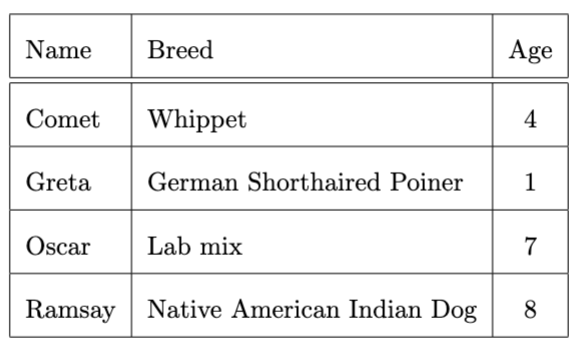 Name Breed Age
Comet Whippet 4
Greta German Shorthaired Poiner 1
Oscar Lab mix 7
Ramsay Native American Indian Dog 8